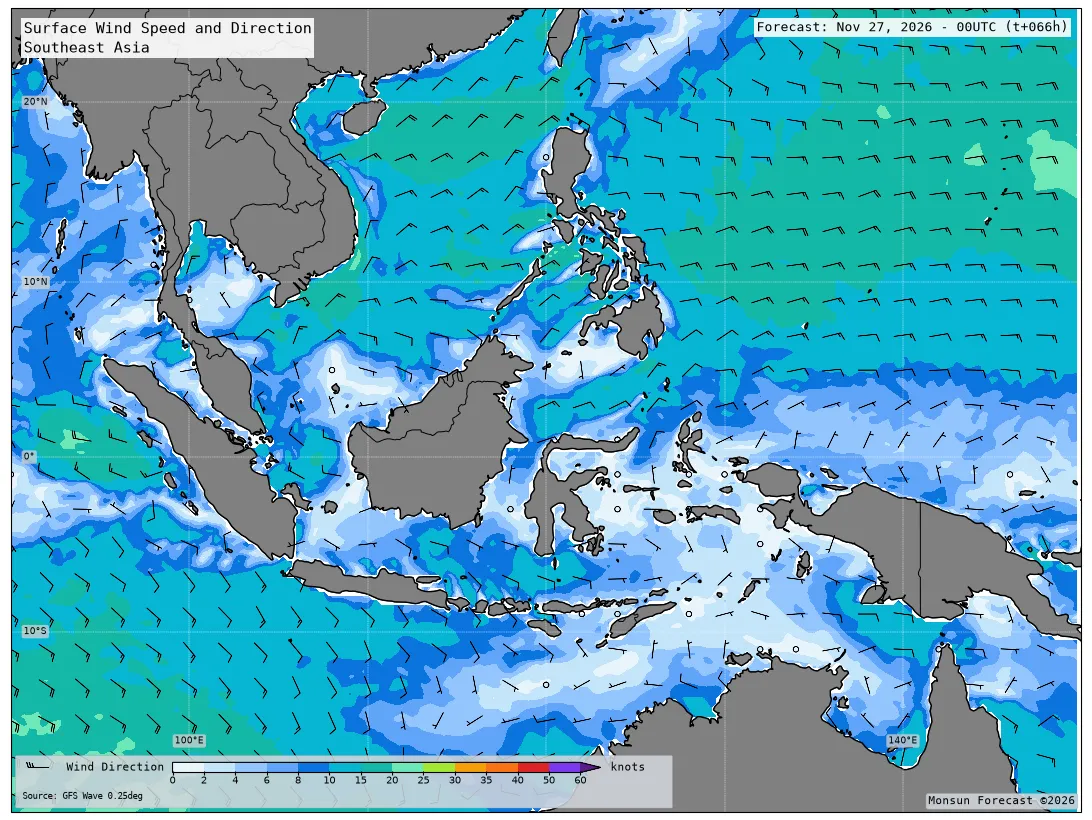 Surface Wind Speed and Direction
Southeast Asia
Forecast: Nov 27, 2026 - 00UTC (t+066h)
20°N
10°N
0°
10°S
100°E
140°E
Wind Direction
0 2 4 6 8 10 15 20 25 30 35 40 50 60
knots
Source: GFS Wave 0.25deg
Monsun Forecast ©2026